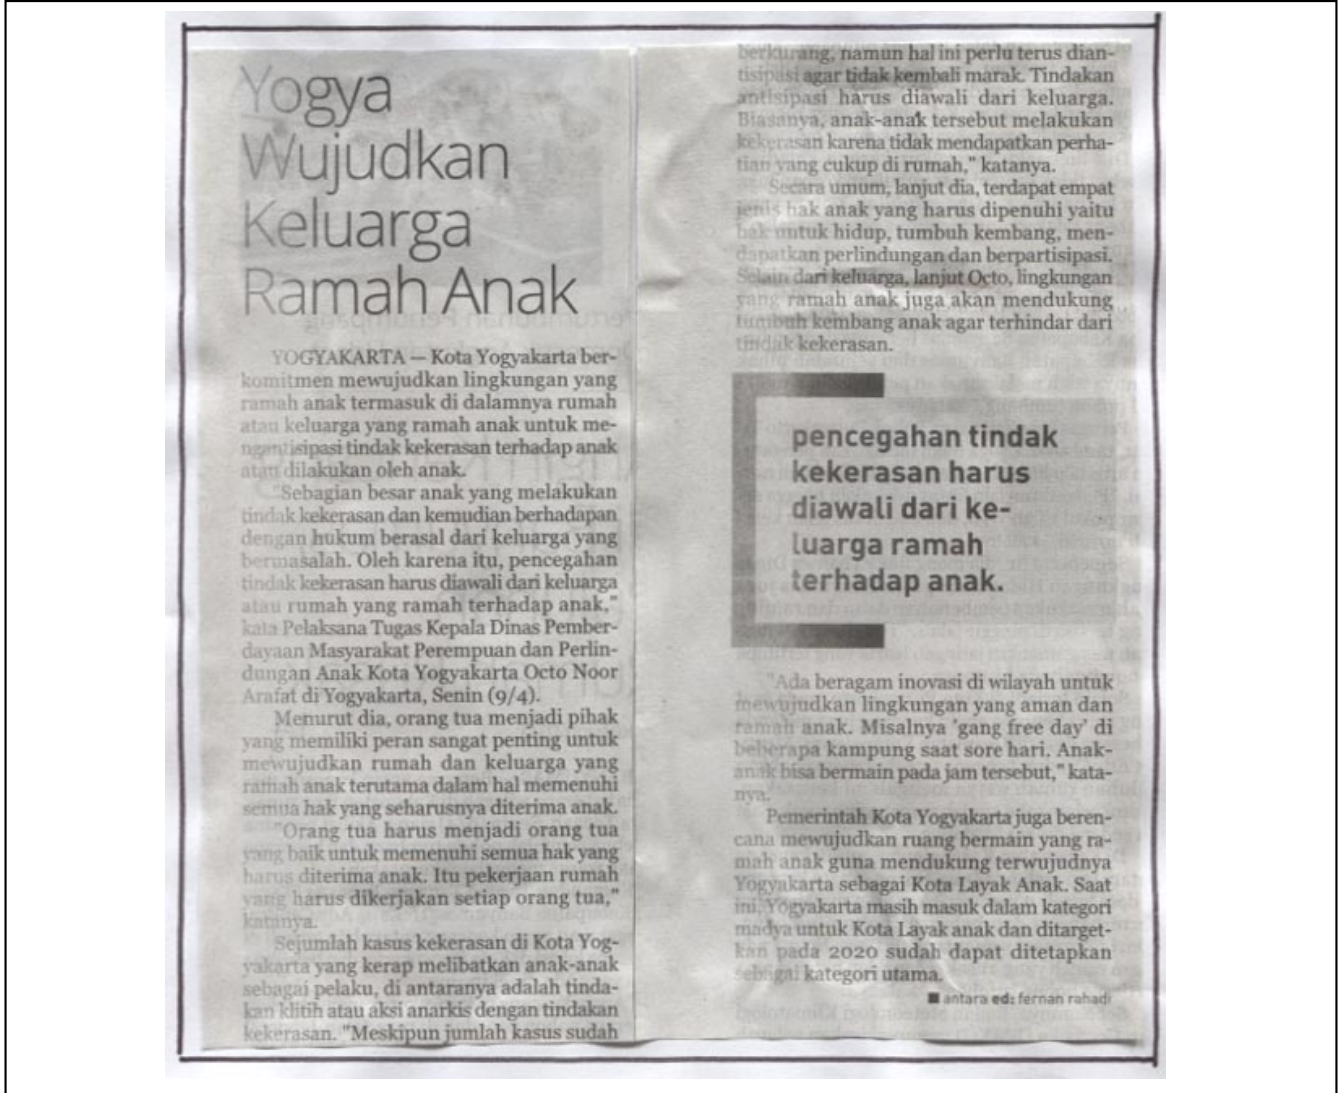 Yogya
Wujudkan
Keluarga
Ramah Anak
YOGYAKARTA — Kota Yogyakarta ber-
komitmen mewujudkan lingkungan yang
ramah anak termasuk di dalamnya rumah
atau keluarga yang ramah anak untuk me-
ngantisipasi tindak kekerasan terhadap anak
atau dilakukan oleh anak.
"Sebagian besar anak yang melakukan
tindak kekerasan dan kemudian berhadapan
dengan hukum berasal dari keluarga yang
bermasalah. Oleh karena itu, pencegahan
tindak kekerasan harus diawali dari keluarga
atau rumah yang ramah terhadap anak,"
kata Pelaksana Tugas Kepala Dinas Pember-
dayaan Masyarakat Perempuan dan Perlin-
dungan Anak Kota Yogyakarta Octo Noor
Arafat di Yogyakarta, Senin (9/4).
Menurut dia, orang tua menjadi pihak
yang memiliki peran sangat penting untuk
mewujudkan rumah dan keluarga yang
ramah anak terutama dalam hal memenuhi
semua hak yang seharusnya diterima anak.
"Orang tua harus menjadi orang tua
yang baik untuk memenuhi semua hak yang
harus diterima anak. Itu pekerjaan rumah
yang harus dikerjakan setiap orang tua,"
katanya.
Sejumlah kasus kekerasan di Kota Yog-
yakarta yang kerap melibatkan anak-anak
sebagai pelaku, di antaranya adalah tinda-
kan klitih atau aksi anarkis dengan tindakan
kekerasan. "Meskipun jumlah kasus sudah
berkurang, namun hal ini perlu terus dian-
tisipasi agar tidak kembali marak. Tindakan
antisipasi harus diawali dari keluarga.
Biasanya, anak-anak tersebut melakukan
kekerasan karena tidak mendapatkan perha-
tian yang cukup di rumah," katanya.
Secara umum, lanjut dia, terdapat empat
jenis hak anak yang harus dipenuhi yaitu
hak untuk hidup, tumbuh kembang, men-
dapatkan perlindungan dan berpartisipasi.
Selain dari keluarga, lanjut Octo, lingkungan
yang ramah anak juga akan mendukung
tumbuh kembang anak agar terhindar dari
tindak kekerasan.
pencegahan tindak
kekerasan harus
diawali dari ke-
luarga ramah
terhadap anak.
"Ada beragam inovasi di wilayah untuk
mewujudkan lingkungan yang aman dan
ramah anak. Misalnya 'gang free day' di
beberapa kampung saat sore hari. Anak-
anak bisa bermain pada jam tersebut," kata-
nya.
Pemerintah Kota Yogyakarta juga beren-
cana mewujudkan ruang bermain yang ra-
mah anak guna mendukung terwujudnya
Yogyakarta sebagai Kota Layak Anak. Saat
ini, Yogyakarta masih masuk dalam kategori
madya untuk Kota Layak anak dan ditarget-
kan pada 2020 sudah dapat ditetapkan
sebagai kategori utama.
■ antara ed: fernan rahadi